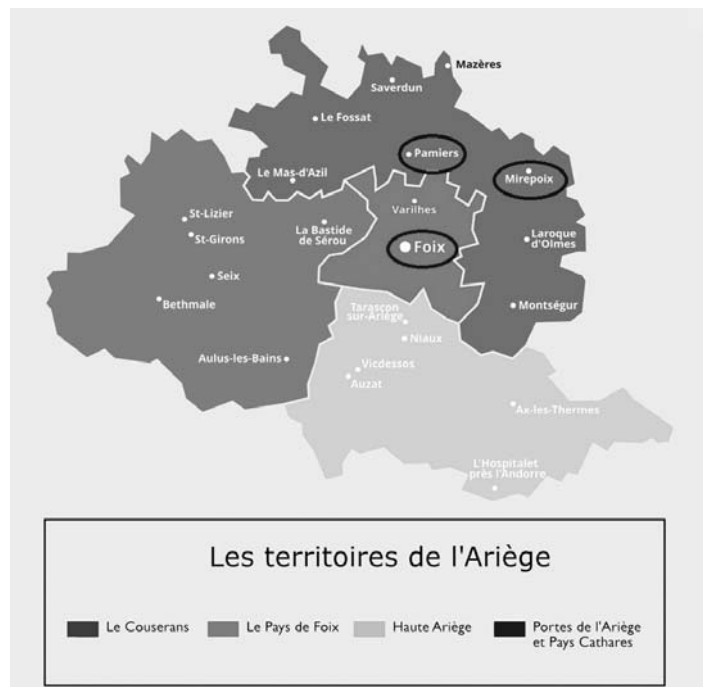 Mazères
Saverdun
Le Fossat
Pamiers
Le Mas-d'Azil
Mirepoix
Varilhes
St-Lizier
La Bastide
de Sérou
St-Girons
Foix
Laroque
d'Olmes
Seix
Bethmale
Montségur
Tarasçon
sur-Ariège
Niaux
Aulus-les-Bains
Vicdessos
Auzat
Ax-les-Thermes
L'Hospitalet
près l'Andorre
Les territoires de l'Ariège
Le Couserans
Le Pays de Foix
Haute Ariège
Portes de l'Ariège
et Pays Cathares